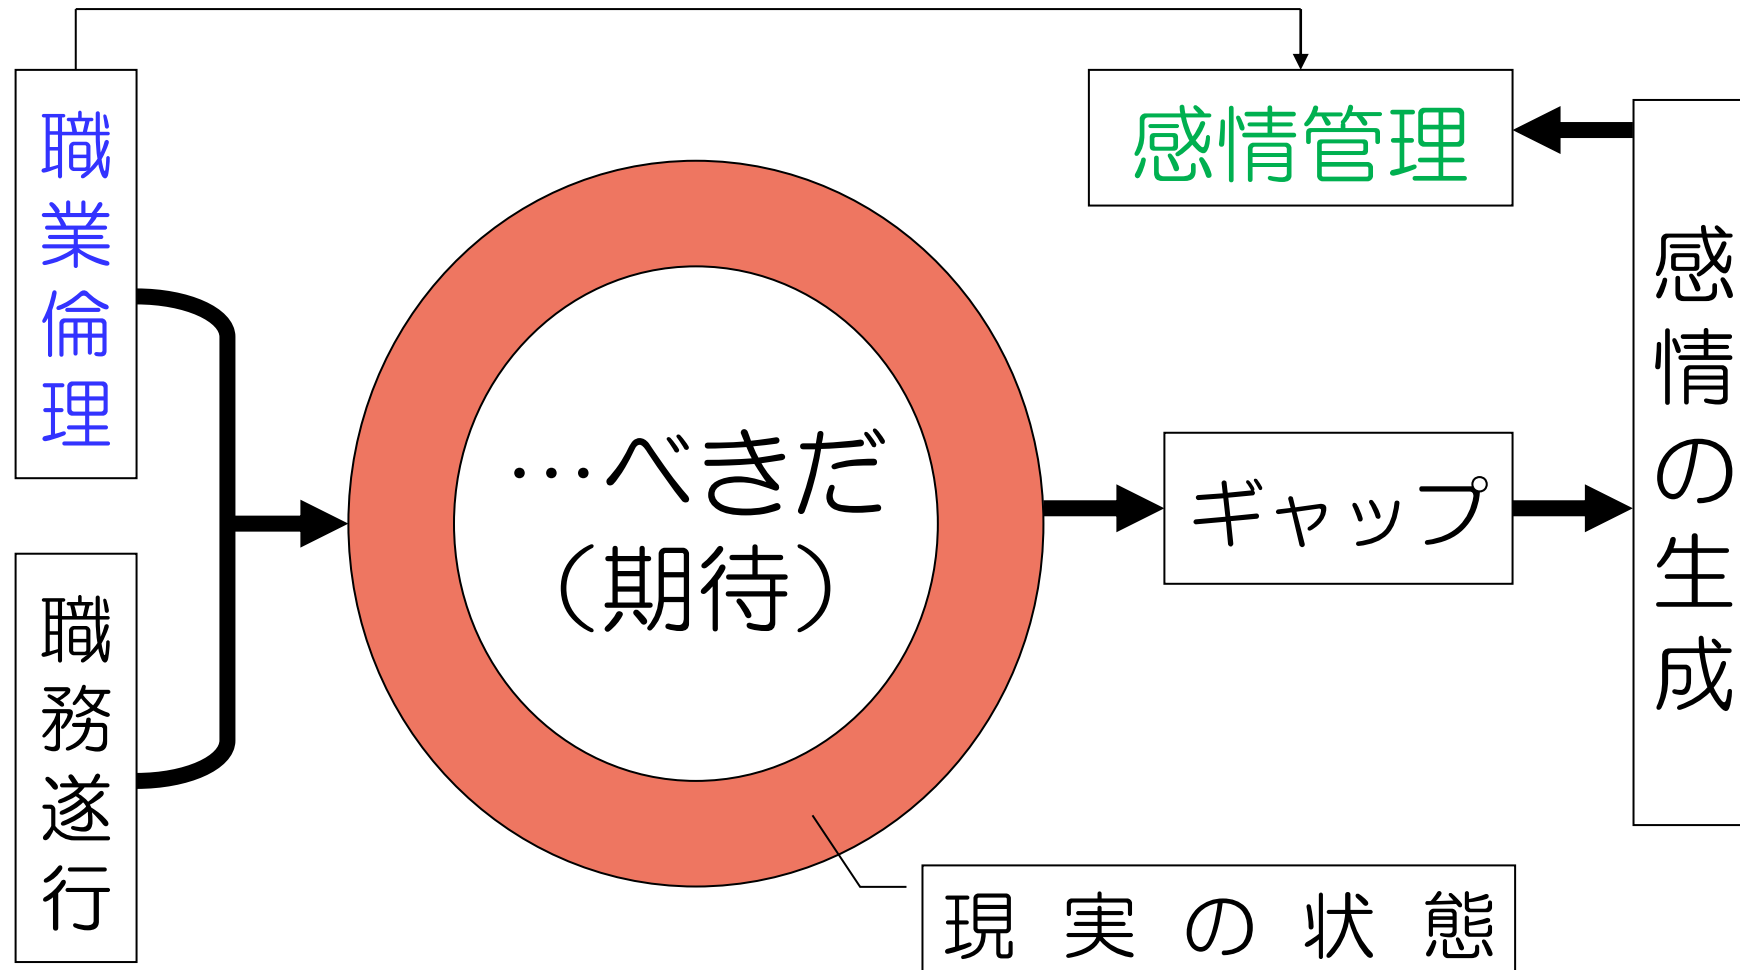 職業倫理
職務遂行
…べきだ
（期待）
感情管理
ギャップ
感情の生成
現実の状態